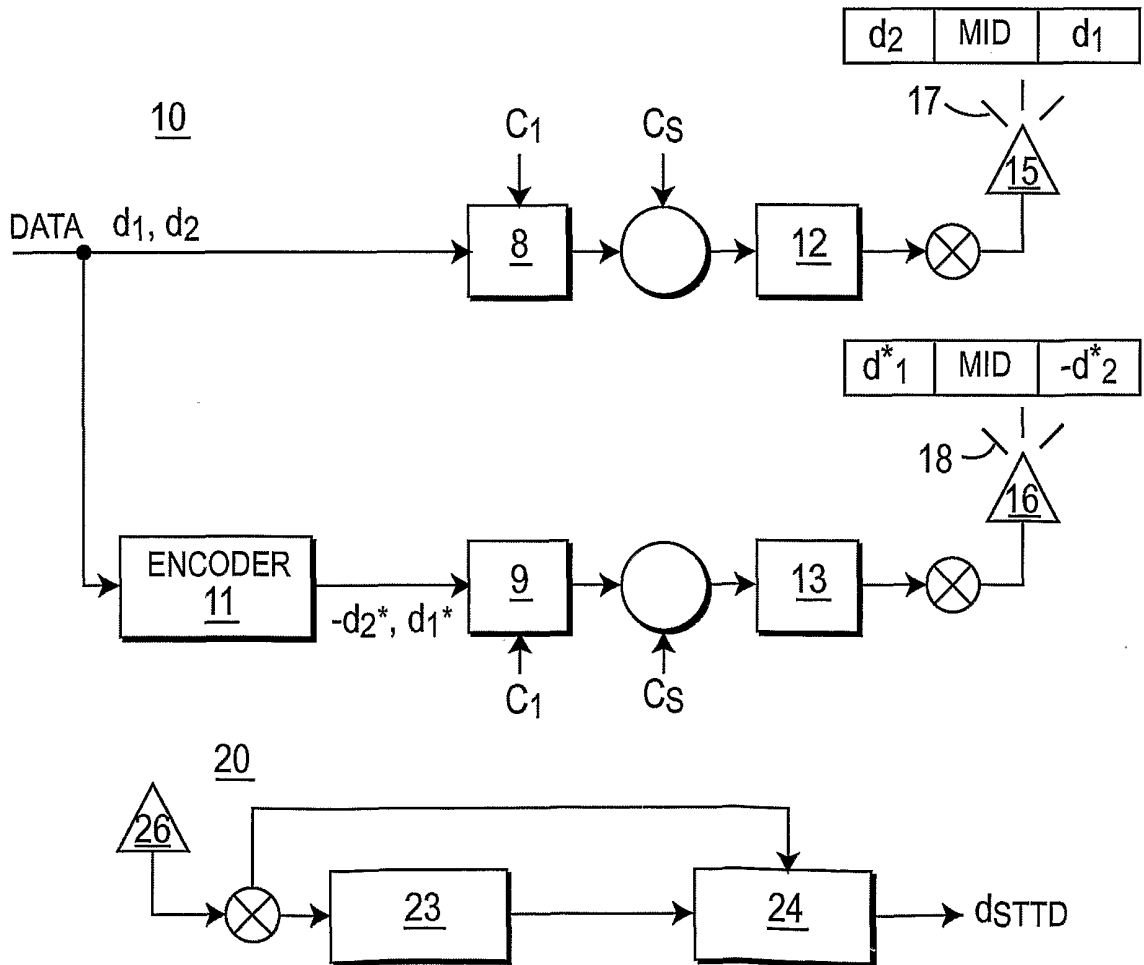 d2 MID d1
17
10
C1 CS
15
DATA d1, d2
8 12
d*1 MID -d*2
18
16
ENCODER
11
9 13
-d2*, d1*
C1 CS
20
26
23 24 dSTTD